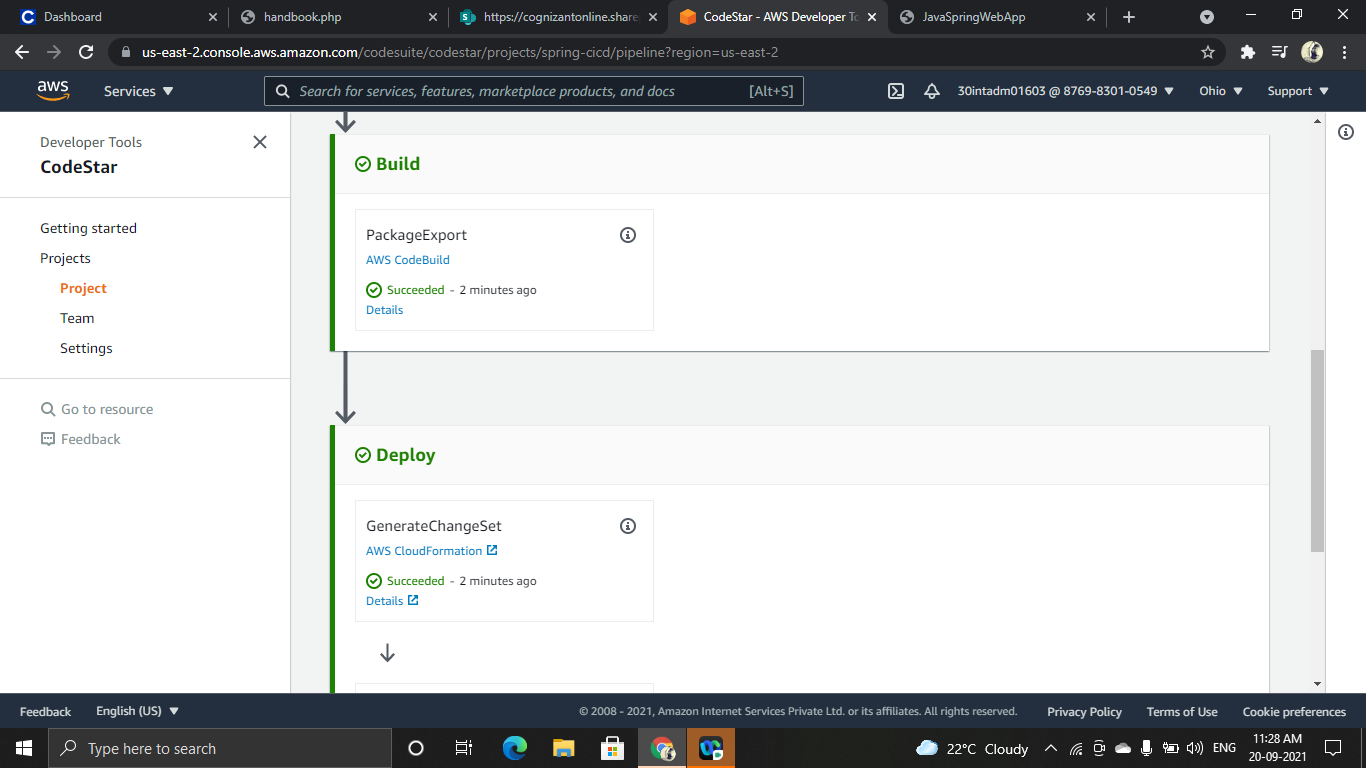 Dashboard
handbook.php
https://cognizantonline.share
CodeStar - AWS Developer To
JavaSpringWebApp
us-east-2.console.aws.amazon.com/codesuite/codestar/projects/spring-cicd/pipeline?region=us-east-2
aws
Services
Search for services, features, marketplace products, and docs
[Alt+S]
30intadm01603 @ 8769-8301-0549
Ohio
Support
Developer Tools
CodeStar
Getting started
Projects
Project
Team
Settings
Go to resource
Feedback
Build
PackageExport
AWS CodeBuild
Succeeded - 2 minutes ago
Details
Deploy
GenerateChangeSet
AWS CloudFormation
Succeeded - 2 minutes ago
Details
Feedback
English (US)
© 2008 - 2021, Amazon Internet Services Private Ltd. or its affiliates. All rights reserved.
Privacy Policy
Terms of Use
Cookie preferences
Type here to search
22°C Cloudy
ENG
11:28 AM
20-09-2021